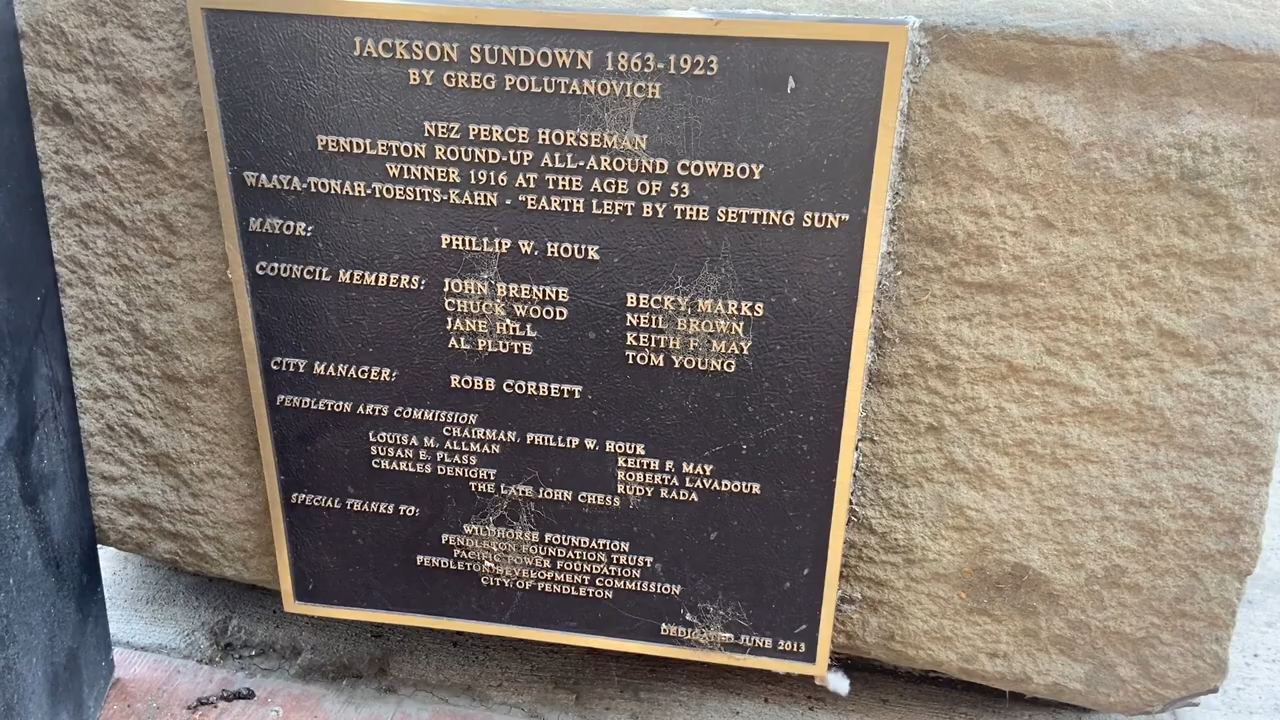 JACKSON SUNDOWN 1863-1923
BY GREG POLUTANOVICH
NEZ PERCE HORSEMAN
PENDLETON ROUND-UP ALL-AROUND COWBOY
WINNER 1916 AT THE AGE OF 53
WAAYA-TONAH-TOESITS-KAHN - "EARTH LEFT BY THE SETTING SUN"
MAYOR:
PHILLIP W. HOUK
COUNCIL MEMBERS:
JOHN BRENNE BECKY MARKS
CHUCK WOOD NEIL BROWN
JANE HILL KEITH F. MAY
AL PLUTE TOM YOUNG
CITY MANAGER:
ROBB CORBETT
PENDLETON ARTS COMMISSION
CHAIRMAN, PHILLIP W. HOUK
LOUISA M. ALLMAN KEITH F. MAY
SUSAN E. PLASS ROBERTA LAVADOUR
CHARLES DENIGHT RUDY RADA
THE LATE JOHN CHESS
SPECIAL THANKS TO:
WILDHORSE FOUNDATION
PENDLETON FOUNDATION TRUST
PACIFIC POWER FOUNDATION
PENDLETON DEVELOPMENT COMMISSION
CITY OF PENDLETON
DEDICATED JUNE 2013